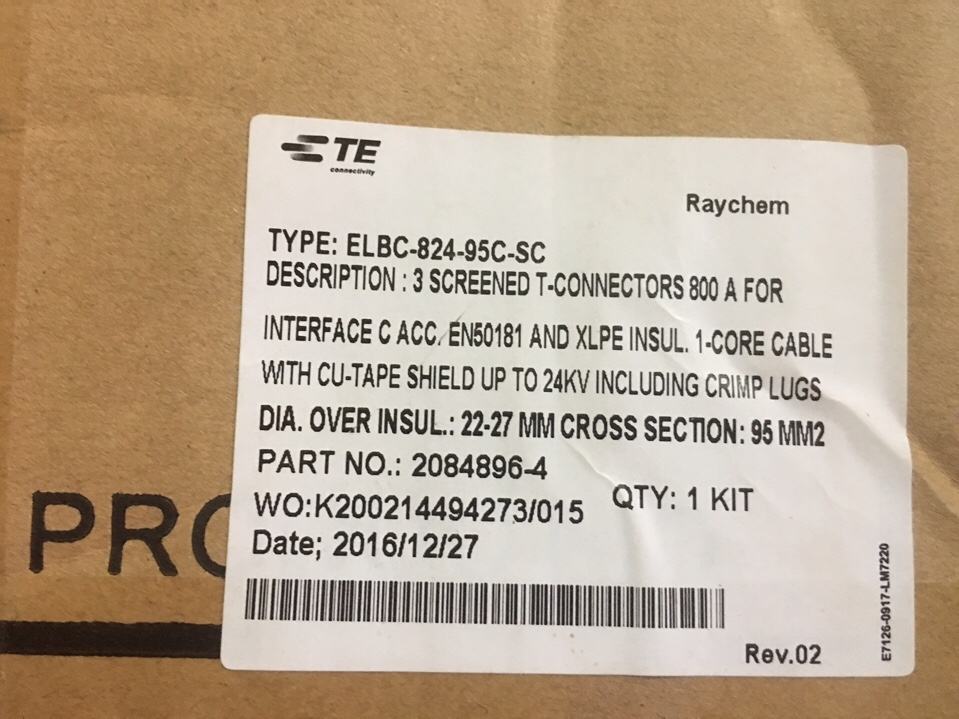 TE
connectivity
Raychem
TYPE: ELBC-824-95C-SC
DESCRIPTION : 3 SCREENED T-CONNECTORS 800 A FOR
INTERFACE C ACC. EN50181 AND XLPE INSUL. 1-CORE CABLE
WITH CU-TAPE SHIELD UP TO 24KV INCLUDING CRIMP LUGS
DIA. OVER INSUL.: 22-27 MM CROSS SECTION: 95 MM2
PART NO.: 2084896-4
WO:K200214494273/015 QTY: 1 KIT
Date; 2016/12/27
Rev.02
E7126-0917-LM7220
PRO